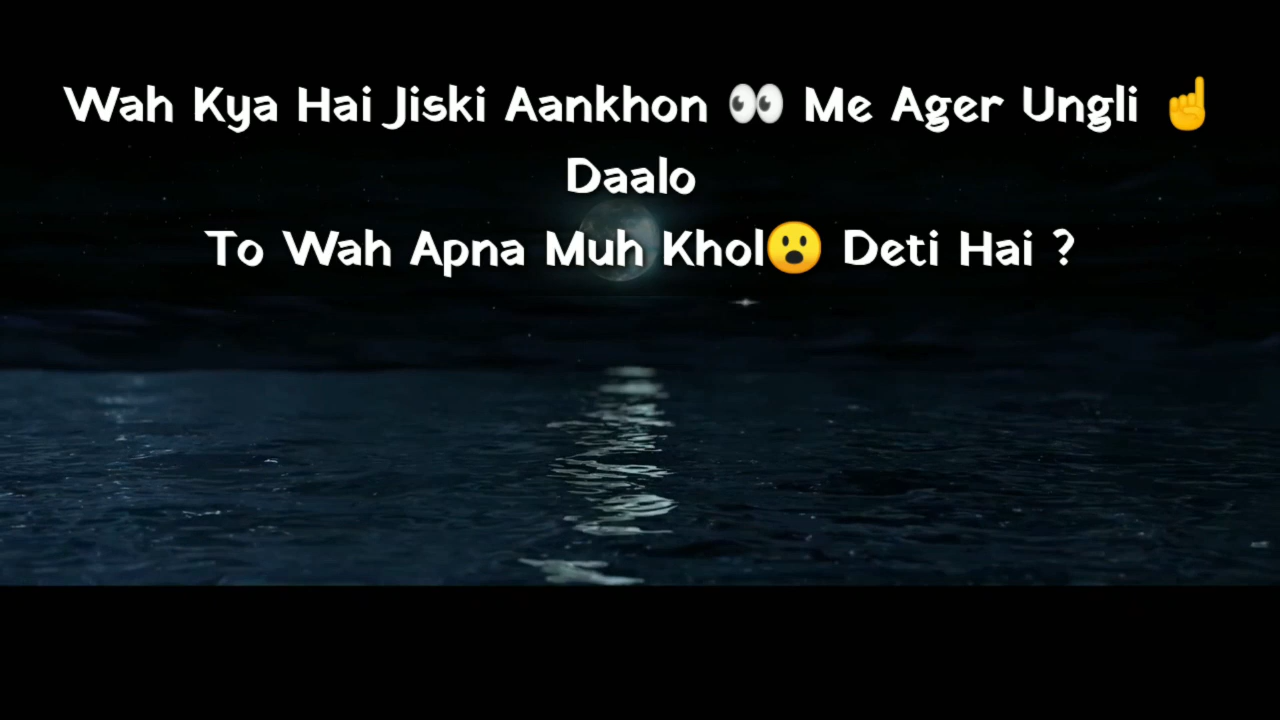 Wah Kya Hai Jiski Aankhon 👀 Me Ager Ungli ☝
Daalo
To Wah Apna Muh Khol😮 Deti Hai ?